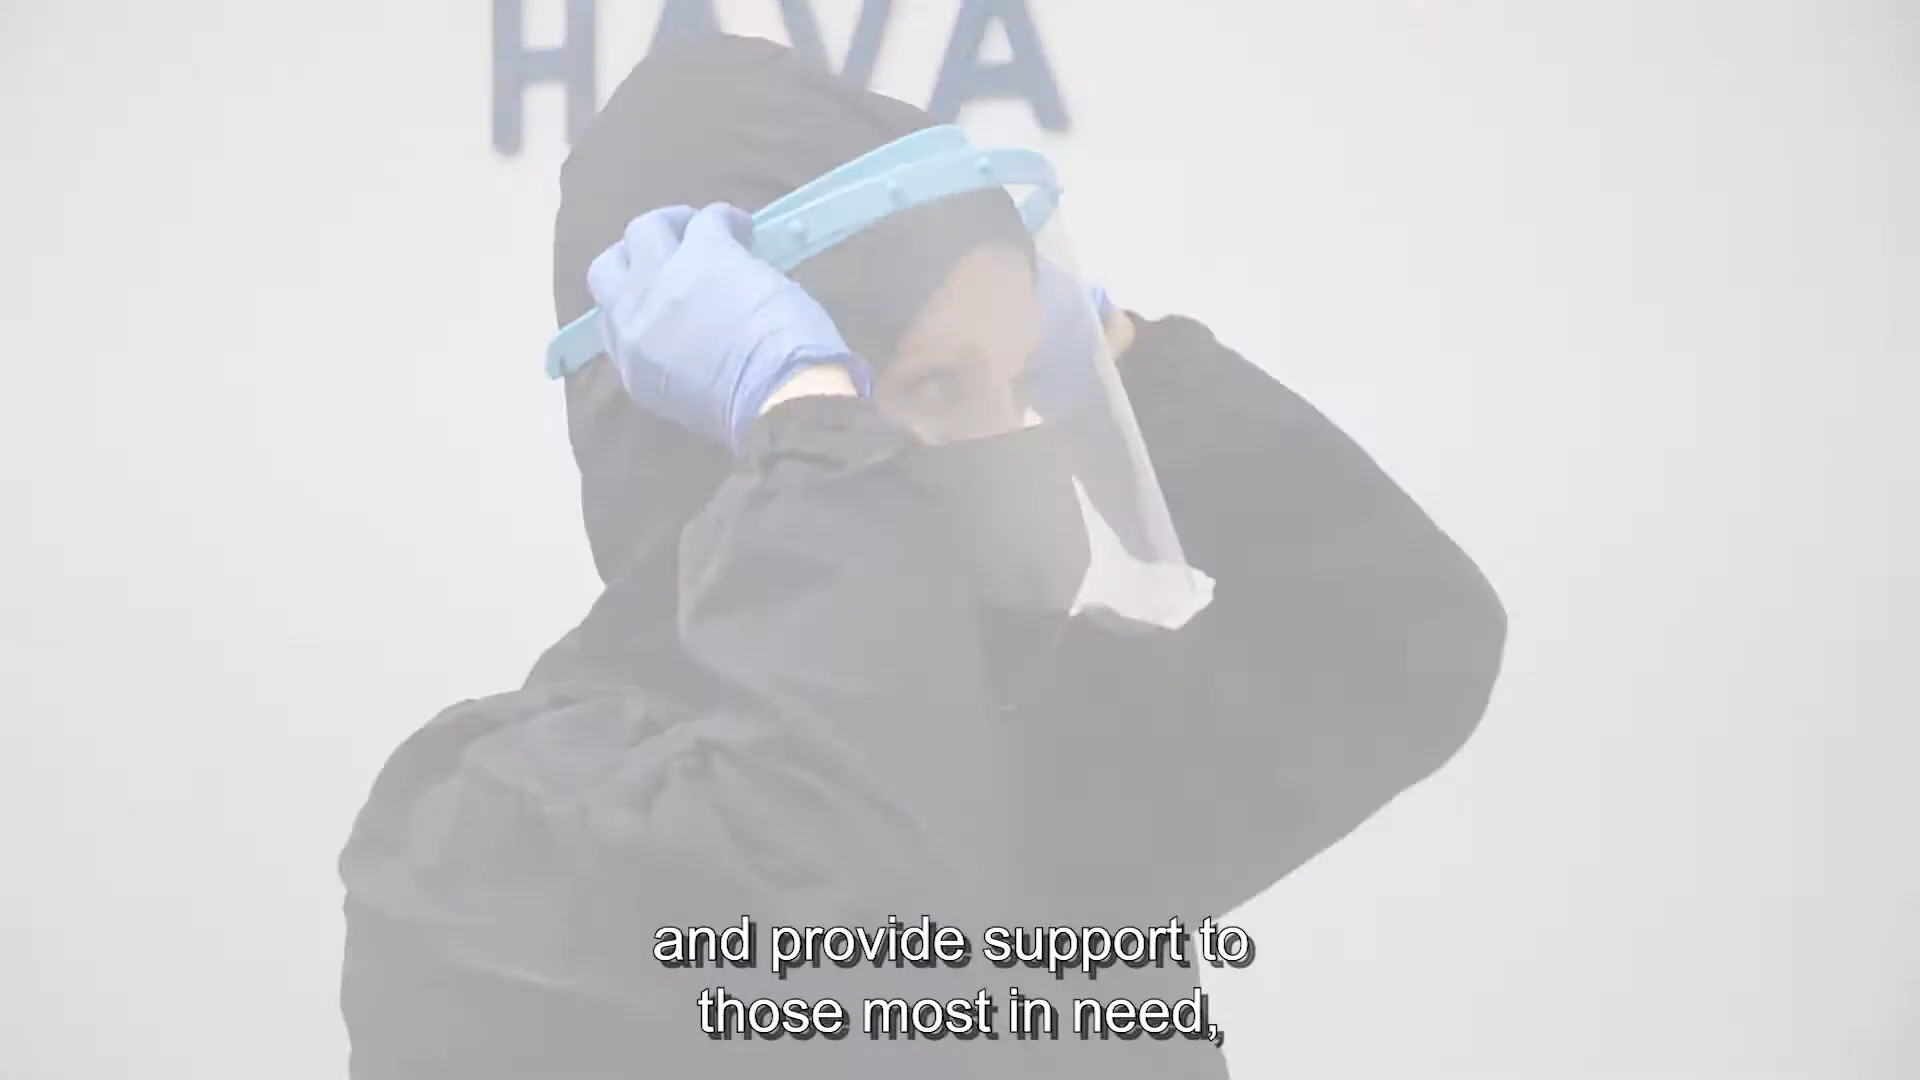 HAVA
and provide support to
those most in need,